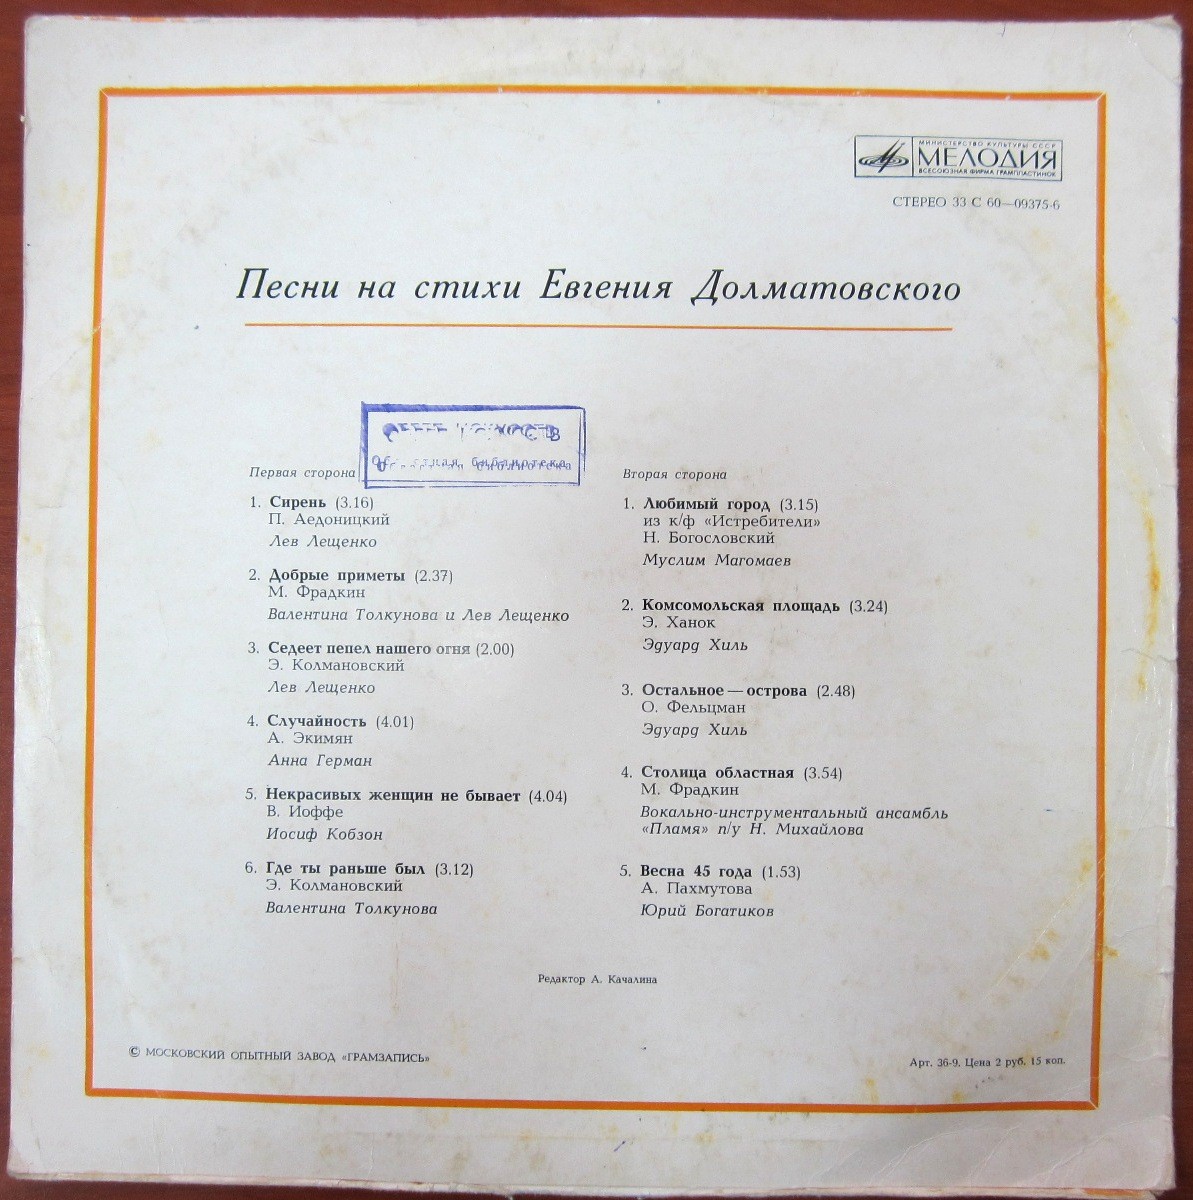 МИНИСТЕРСТВО КУЛЬТУРЫ СССР
МЕЛОДИЯ
ВСЕСОЮЗНАЯ ФИРМА ГРАМПЛАСТИНОК
СТЕРЕО 33 С 60—09375-6
Песни на стихи Евгения Долматовского
библиотека
Первая сторона
1. Сирень (3.16)
П. Аедоницкий
Лев Лещенко
2. Добрые приметы (2.37)
М. Фрадкин
Валентина Толкунова и Лев Лещенко
3. Седеет пепел нашего огня (2.00)
Э. Колмановский
Лев Лещенко
4. Случайность (4.01)
А. Экимян
Анна Герман
5. Некрасивых женщин не бывает (4.04)
В. Иоффе
Иосиф Кобзон
6. Где ты раньше был (3.12)
Э. Колмановский
Валентина Толкунова
Вторая сторона
1. Любимый город (3.15)
из к/ф «Истребители»
Н. Богословский
Муслим Магомаев
2. Комсомольская площадь (3.24)
Э. Ханок
Эдуард Хиль
3. Остальное — острова (2.48)
О. Фельцман
Эдуард Хиль
4. Столица областная (3.54)
М. Фрадкин
Вокально-инструментальный ансамбль
«Пламя» п/у Н. Михайлова
5. Весна 45 года (1.53)
А. Пахмутова
Юрий Богатиков
Редактор А. Качалина
© МОСКОВСКИЙ ОПЫТНЫЙ ЗАВОД «ГРАМЗАПИСЬ»
Арт. 36-9. Цена 2 руб. 15 коп.